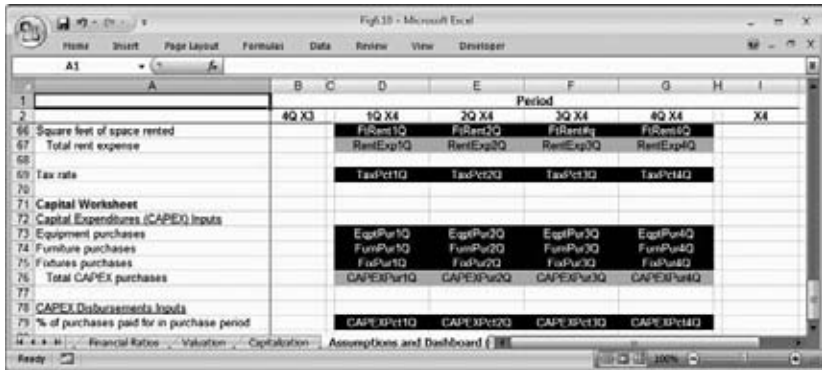 Fig6.10 - Microsoft Excel
Home Insert Page Layout Formulas Data Review View Developer
A1 fx
A B C D E F G H I
1 Period
2 4Q X3 1Q X4 2Q X4 3Q X4 4Q X4 X4
66 Square feet of space rented FtRent1Q FtRent2Q FtRent#q FtRent4Q
67 Total rent expense RentExp1Q RentExp2Q RentExp3Q RentExp4Q
68
69 Tax rate TaxPct1Q TaxPct2Q TaxPct3Q TaxPct4Q
70
71 Capital Worksheet
72 Capital Expenditures (CAPEX) Inputs
73 Equipment purchases EqptPur1Q EqptPur2Q EqptPur3Q EqptPur4Q
74 Furniture purchases FurnPur1Q FurnPur2Q FurnPur3Q FurnPur4Q
75 Fixtures purchases FixPur1Q FixPur2Q FixPur3Q FixPur4Q
76 Total CAPEX purchases CAPEXPur1Q CAPEXPur2Q CAPEXPur3Q CAPEXPur4Q
77
78 CAPEX Disbursements Inputs
79 % of purchases paid for in purchase period CAPEXPct1Q CAPEXPct2Q CAPEXPct3Q CAPEXPct4Q
Financial Ratios Valuation Capitalization Assumptions and Dashboard (
Ready 100%